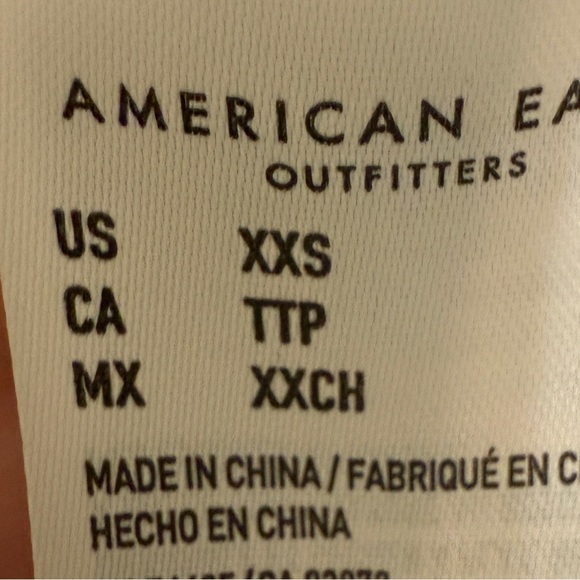 AMERICAN EA
OUTFITTERS
US XXS
CA TTP
MX XXCH
MADE IN CHINA / FABRIQUÉ EN C
HECHO EN CHINA